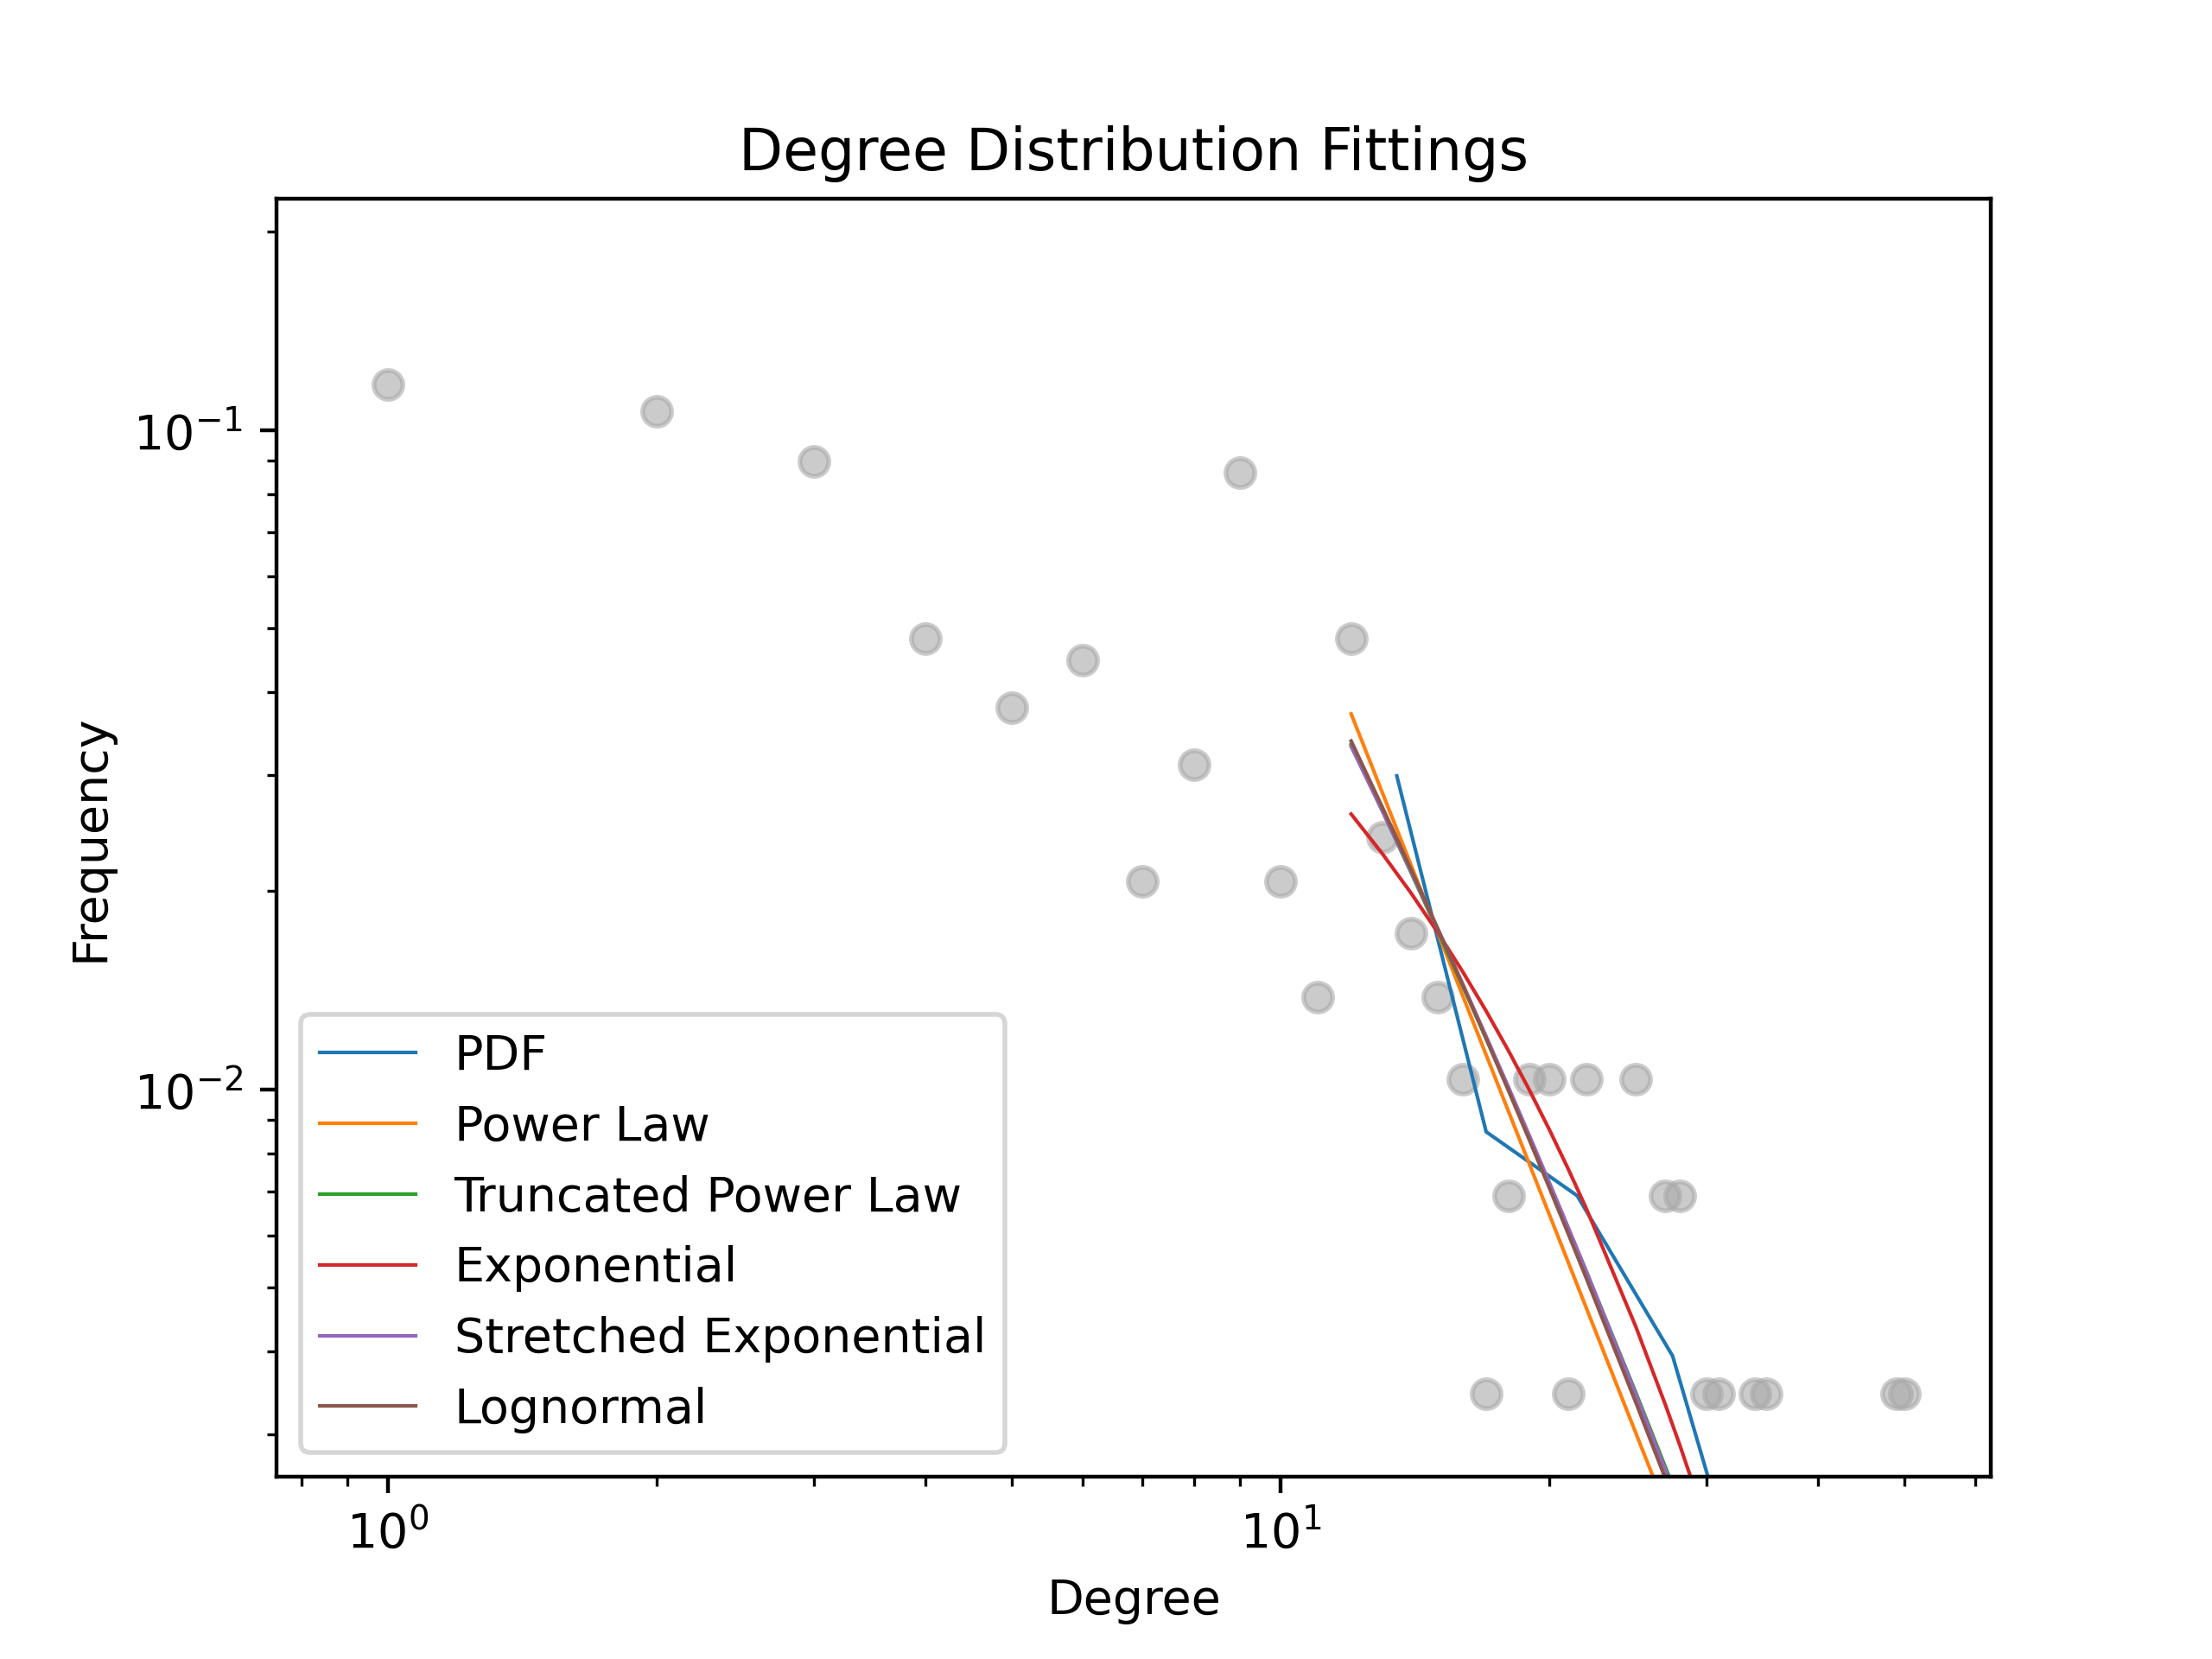 Degree Distribution Fittings
10⁻¹
10⁻²
Frequency
PDF
Power Law
Truncated Power Law
Exponential
Stretched Exponential
Lognormal
10⁰
10¹
Degree